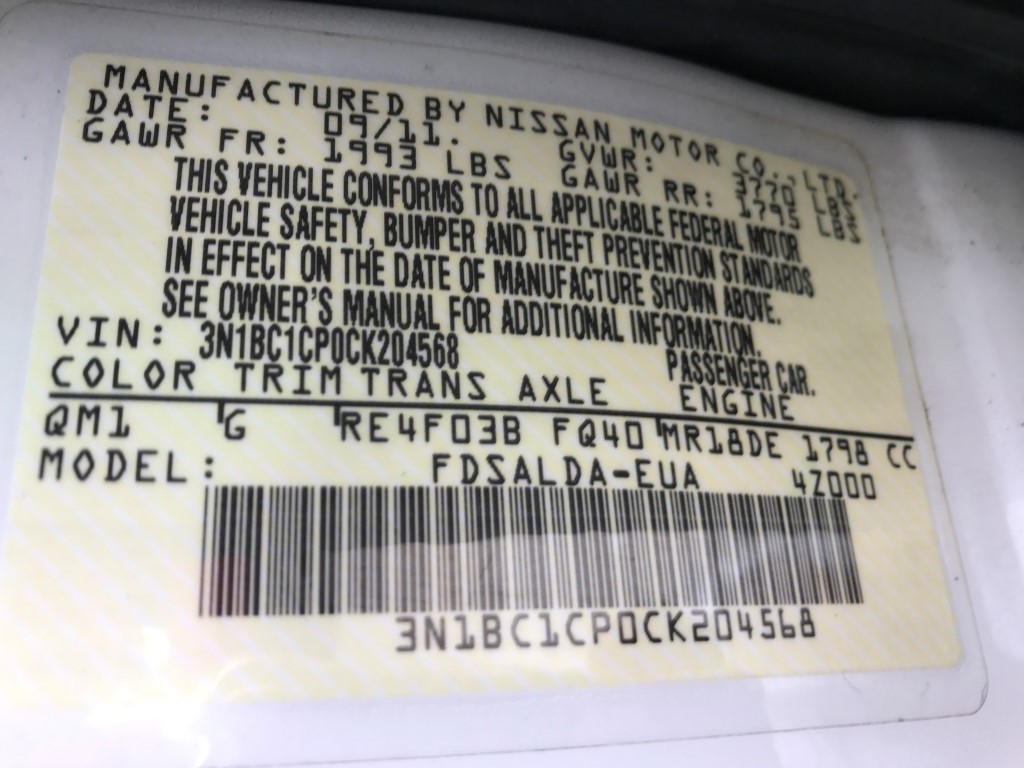 MANUFACTURED BY NISSAN MOTOR CO., LTD.
DATE: 09/11. GVWR: 3770 LBS
GAWR FR: 1993 LBS GAWR RR: 1795 LBS
THIS VEHICLE CONFORMS TO ALL APPLICABLE FEDERAL MOTOR
VEHICLE SAFETY, BUMPER AND THEFT PREVENTION STANDARDS
IN EFFECT ON THE DATE OF MANUFACTURE SHOWN ABOVE.
SEE OWNER'S MANUAL FOR ADDITIONAL INFORMATION.
VIN: 3N1BC1CP0CK204568 PASSENGER CAR.
COLOR TRIM TRANS AXLE ENGINE
QM1 G RE4F03B FQ40 MR18DE 1798 CC
MODEL: FDSALDA-EUA 4Z000
3N1BC1CP0CK204568